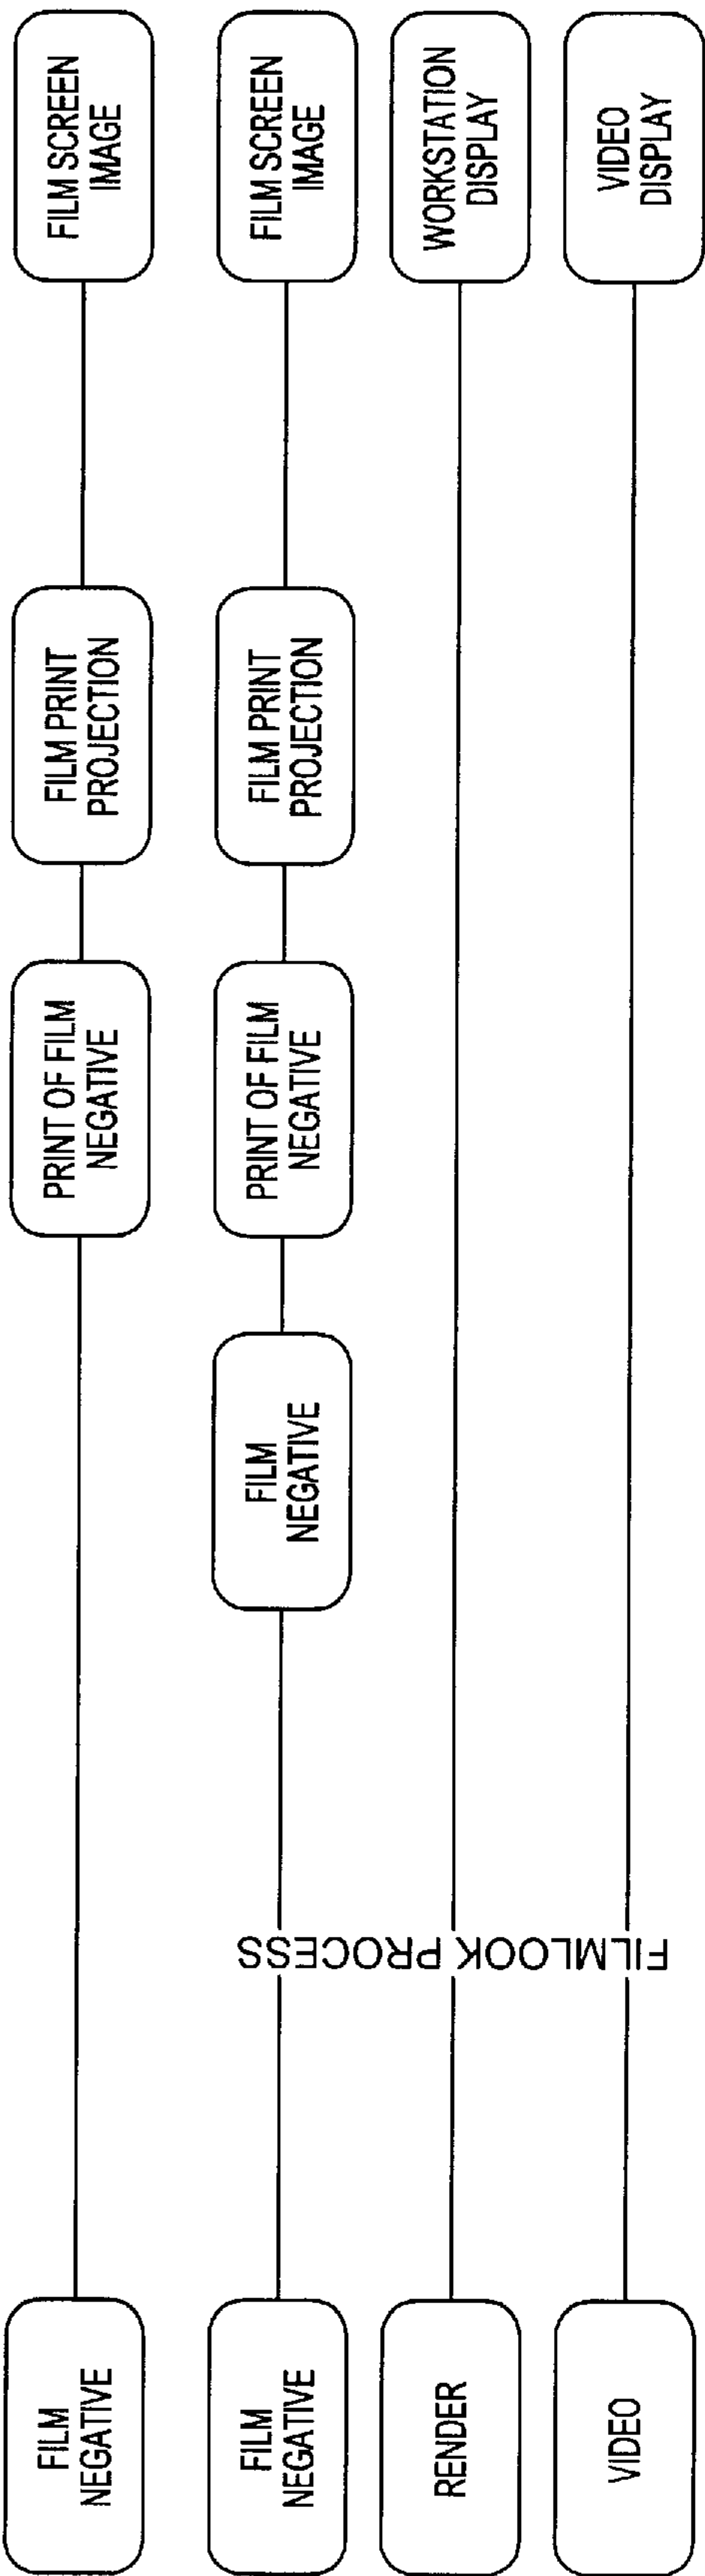 FILM
NEGATIVE
PRINT OF FILM
NEGATIVE
FILM PRINT
PROJECTION
FILM SCREEN
IMAGE
FILM
NEGATIVE
FILM
NEGATIVE
PRINT OF FILM
NEGATIVE
FILM PRINT
PROJECTION
FILM SCREEN
IMAGE
FILMLOOK PROCESS
RENDER
WORKSTATION
DISPLAY
VIDEO
VIDEO
DISPLAY